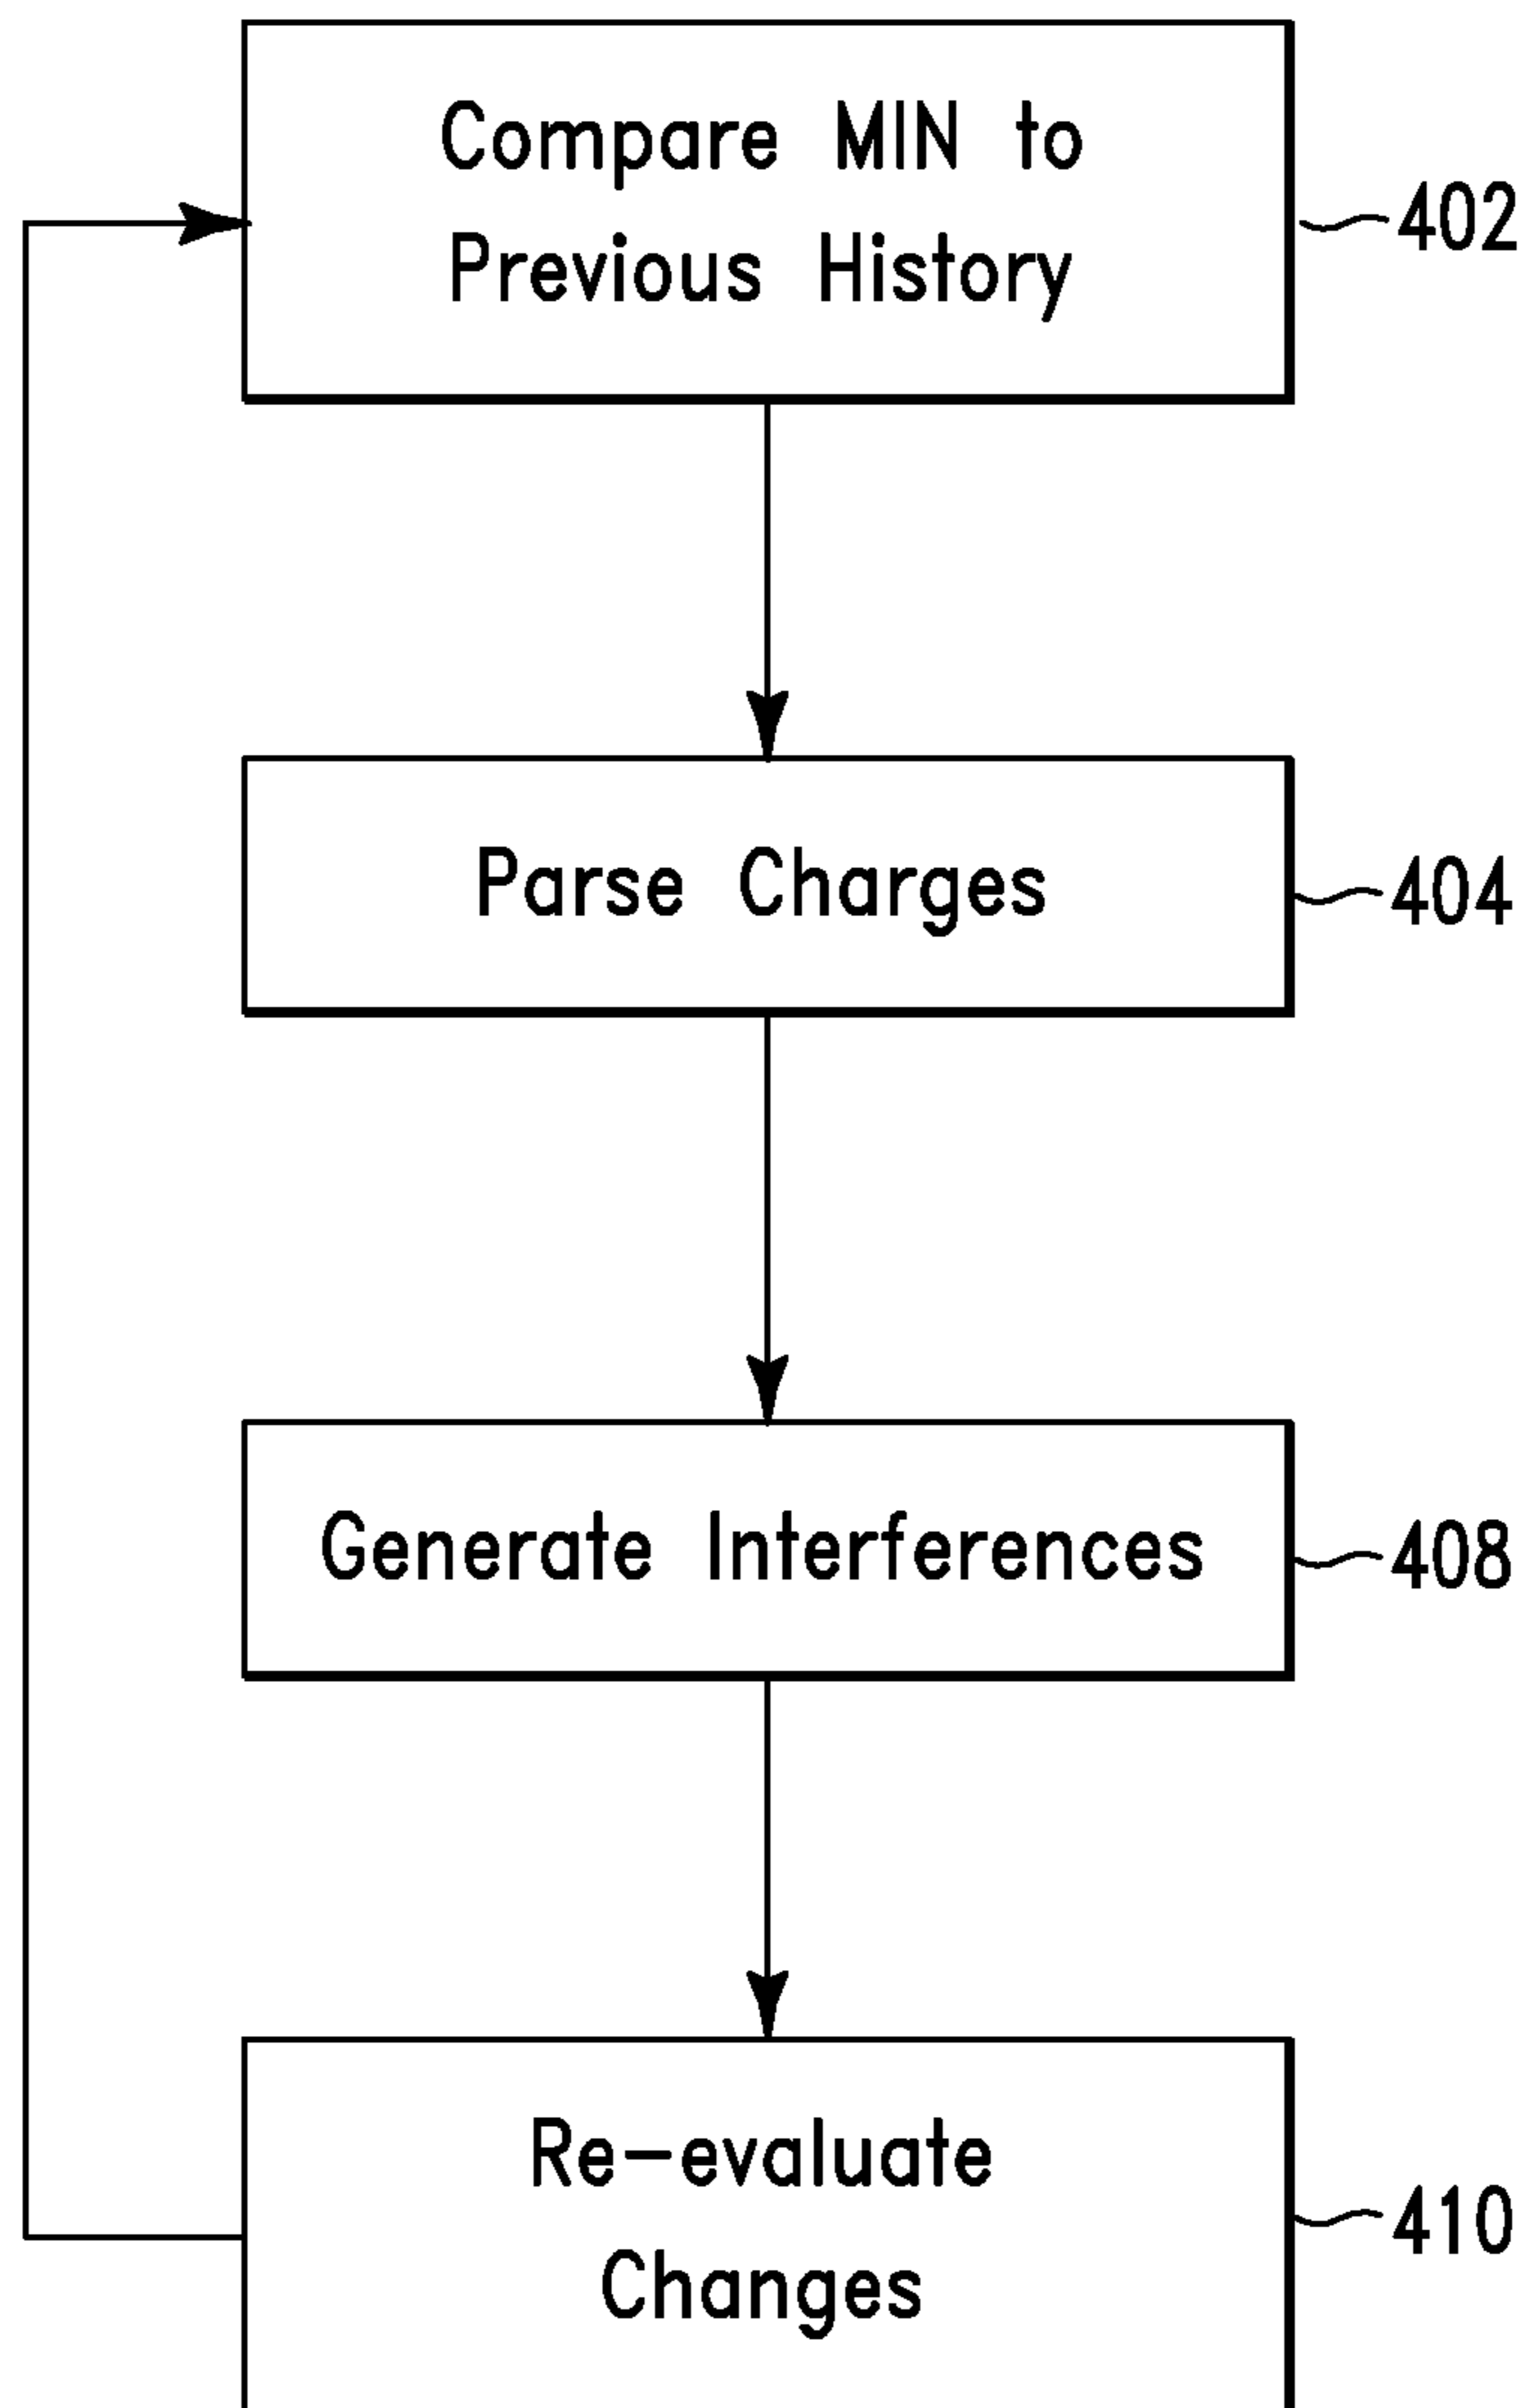 Compare MIN to
Previous History
402
Parse Charges
404
Generate Interferences
408
Re-evaluate
Changes
410